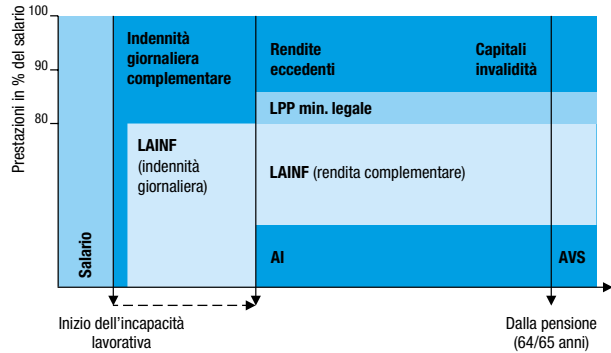 Prestazioni in % del salario
100
90
80
Salario
Indennità
giornaliera
complementare
LAINF
(indennità
giornaliera)
Rendite
eccedenti
Capitali
invalidità
LPP min. legale
LAINF (rendita complementare)
AI
AVS
Inizio dell'incapacità
lavorativa
Dalla pensione
(64/65 anni)